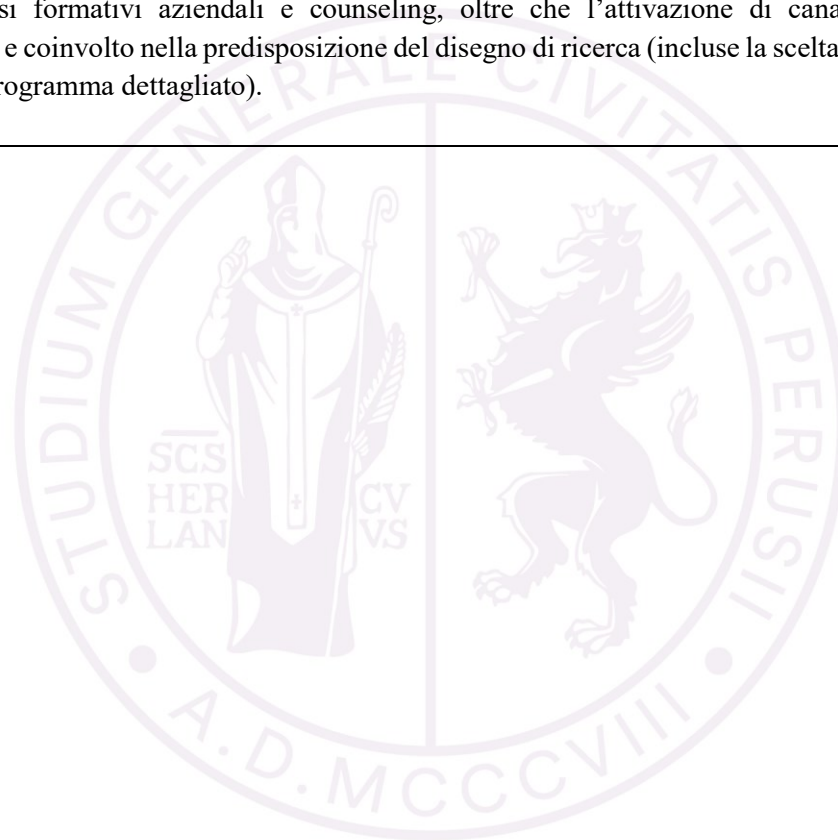 si formativi aziendali e counseling, oltre che l’attivazione di cana
e coinvolto nella predisposizione del disegno di ricerca (incluse la scelta
rogramma dettagliato).
STUDIUM GENERALE CIVITATIS PERUSII
SCS
HER
LAN
CV
VS
A.D. MCCCVIII